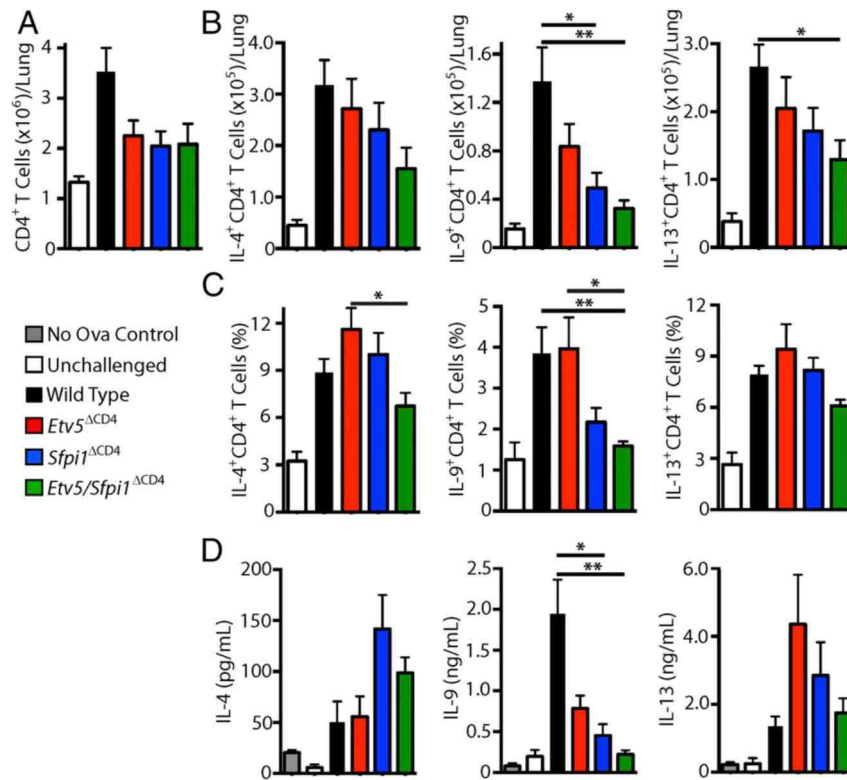 A
CD4+ T Cells (x10⁶)/Lung
4
3
2
1
0
B
IL-4+CD4+ T Cells (x10⁵)/Lung
4.0
3.0
2.0
1.0
0
IL-9+CD4+ T Cells (x10⁵)/Lung
1.6
1.2
0.8
0.4
0
*
**
IL-13+CD4+ T Cells (x10⁵)/Lung
3.0
2.0
1.0
0
*
No Ova Control
Unchallenged
Wild Type
Etv5ΔCD4
Sfpi1ΔCD4
Etv5/Sfpi1ΔCD4
C
IL-4+CD4+ T Cells (%)
12
9
6
3
0
*
IL-9+CD4+ T Cells (%)
5
4
3
2
1
0
*
**
IL-13+CD4+ T Cells (%)
12
9
6
3
0
D
IL-4 (pg/mL)
200
150
100
50
0
IL-9 (ng/mL)
2.5
2.0
1.5
1.0
0.5
0
*
**
IL-13 (ng/mL)
6.0
4.0
2.0
0